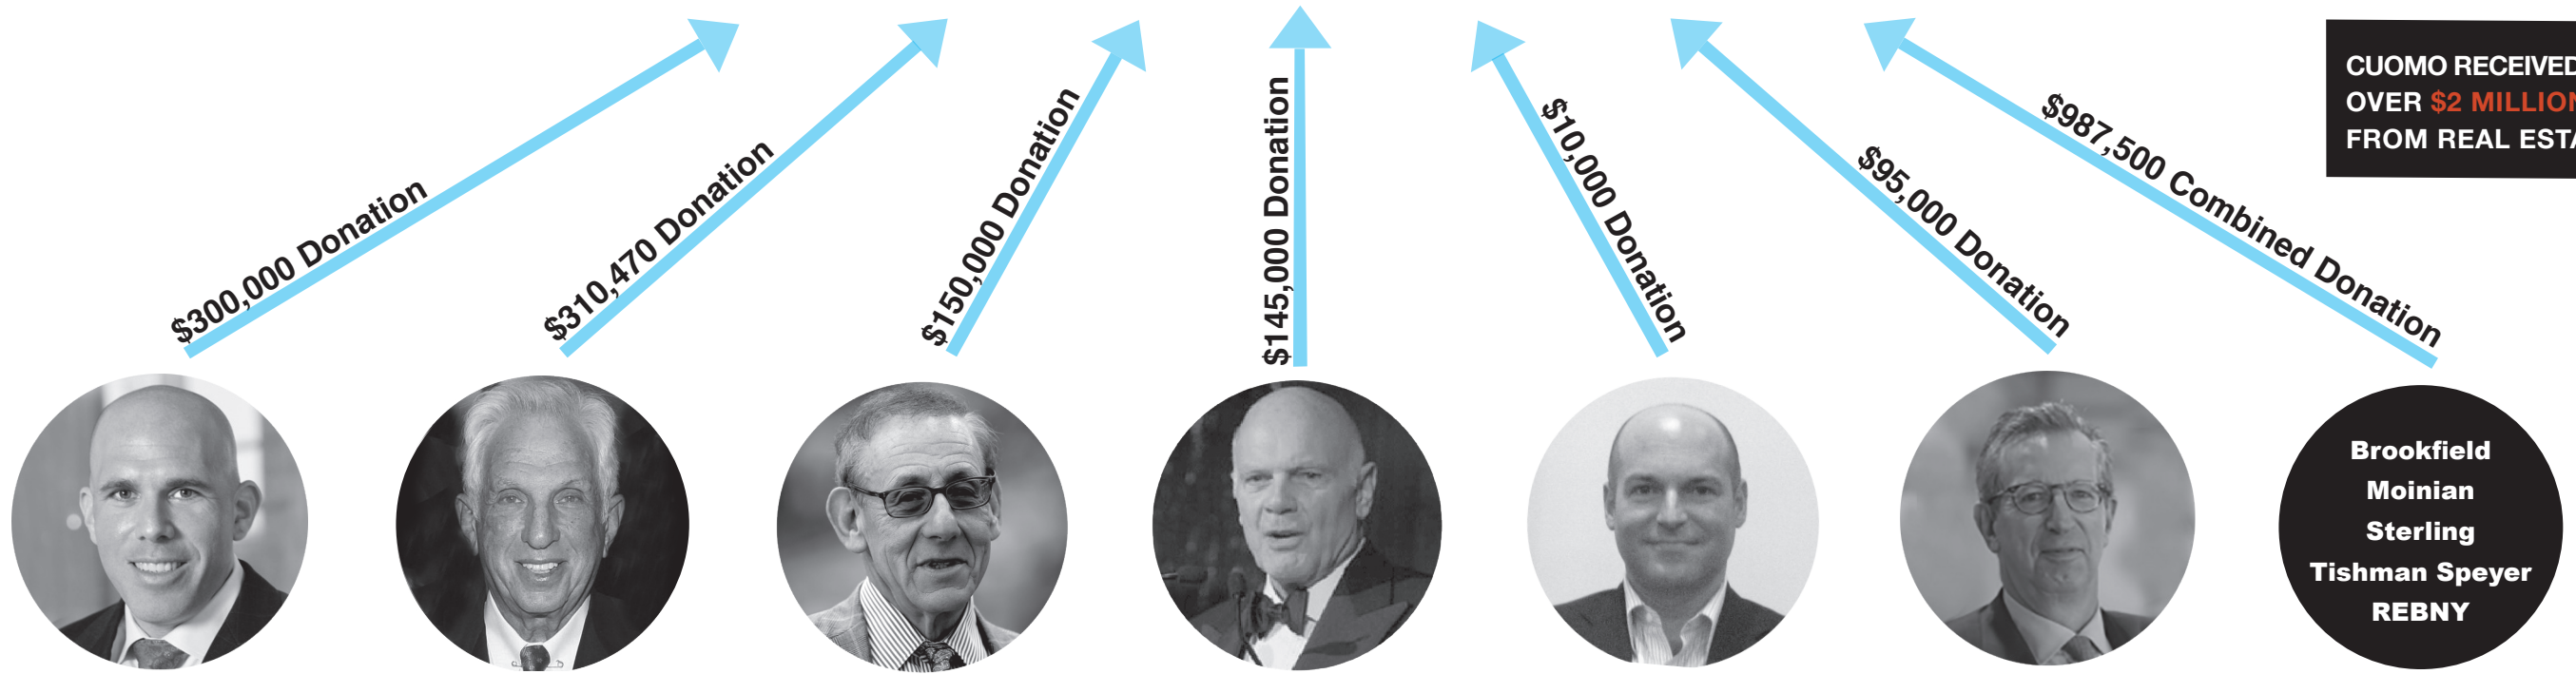 CUOMO RECEIVED
OVER $2 MILLION
FROM REAL ESTA
$300,000 Donation
$310,470 Donation
$150,000 Donation
$145,000 Donation
$10,000 Donation
$95,000 Donation
$987,500 Combined Donation
Brookfield
Moinian
Sterling
Tishman Speyer
REBNY